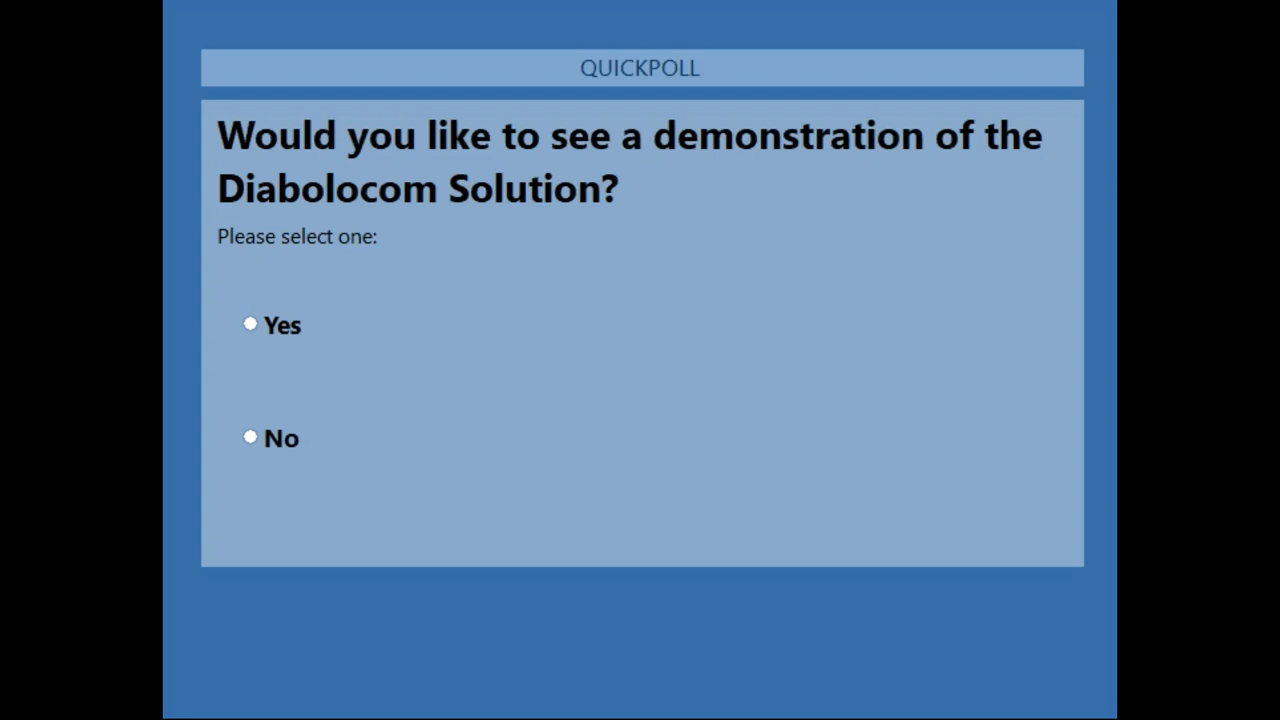 QUICKPOLL
Would you like to see a demonstration of the
Diabolocom Solution?
Please select one:
Yes
No